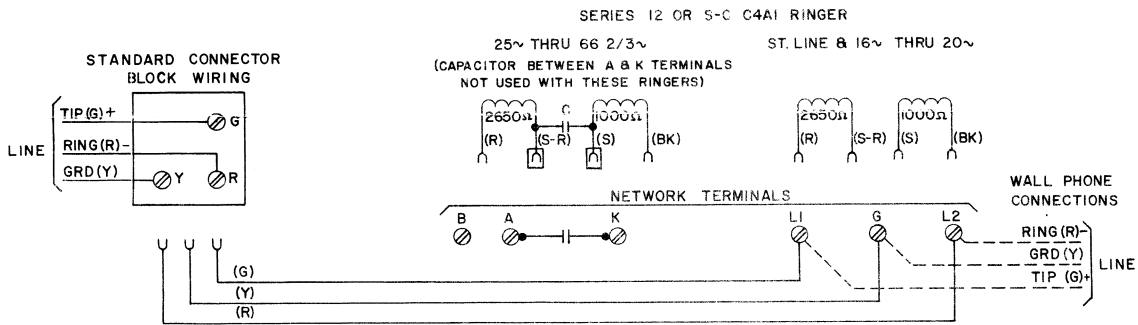 SERIES 12 OR S-C C4A1 RINGER
25~ THRU 66 2/3~
ST. LINE & 16~ THRU 20~
(CAPACITOR BETWEEN A & K TERMINALS
NOT USED WITH THESE RINGERS)
STANDARD CONNECTOR
BLOCK WIRING
TIP(G)+
G
RING(R)-
LINE
GRD(Y)
Y
R
2650Ω
C
1000Ω
(R)
(S-R)
(S)
(BK)
2650Ω
1000Ω
(R)
(S-R)
(S)
(BK)
NETWORK TERMINALS
B
A
K
L1
G
L2
WALL PHONE
CONNECTIONS
RING(R)-
GRD(Y)
LINE
TIP (G)+
(G)
(Y)
(R)